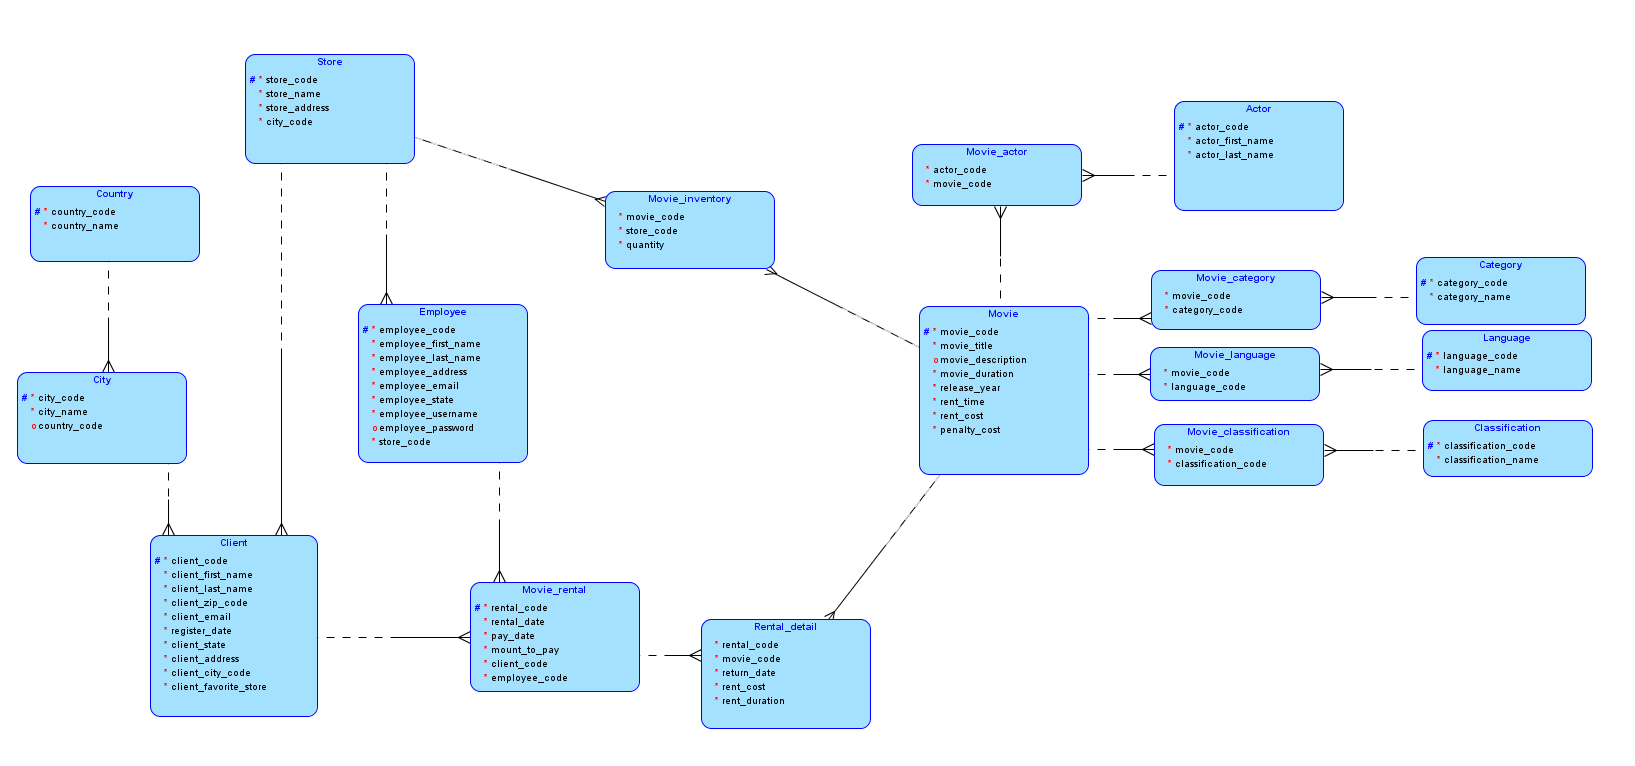 Store
# * store_code
* store_name
* store_address
* city_code
Country
# * country_code
* country_name
City
# * city_code
* city_name
o country_code
Client
# * client_code
* client_first_name
* client_last_name
* client_zip_code
* client_email
* register_date
* client_state
* client_address
* client_city_code
* client_favorite_store
Employee
# * employee_code
* employee_first_name
* employee_last_name
* employee_address
* employee_email
* employee_state
* employee_username
o employee_password
* store_code
Movie_rental
# * rental_code
* rental_date
* pay_date
* mount_to_pay
* client_code
* employee_code
Movie_inventory
* movie_code
* store_code
* quantity
Rental_detail
* rental_code
* movie_code
* return_date
* rent_cost
* rent_duration
Movie_actor
* actor_code
* movie_code
Actor
# * actor_code
* actor_first_name
* actor_last_name
Movie
# * movie_code
* movie_title
o movie_description
* movie_duration
* release_year
* rent_time
* rent_cost
* penalty_cost
Movie_category
* movie_code
* category_code
Category
# * category_code
* category_name
Movie_language
* movie_code
* language_code
Language
# * language_code
* language_name
Movie_classification
* movie_code
* classification_code
Classification
# * classification_code
* classification_name